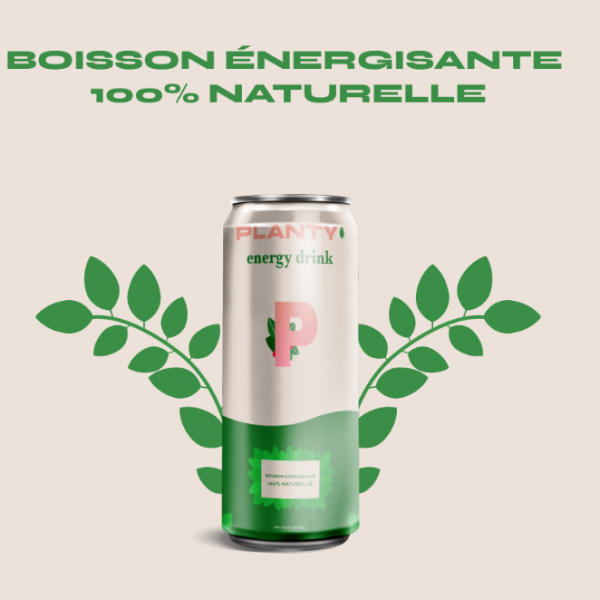 BOISSON ÉNERGISANTE
100% NATURELLE
PLANTY
energy drink
P
BOISSON ÉNERGISANTE
100% NATURELLE